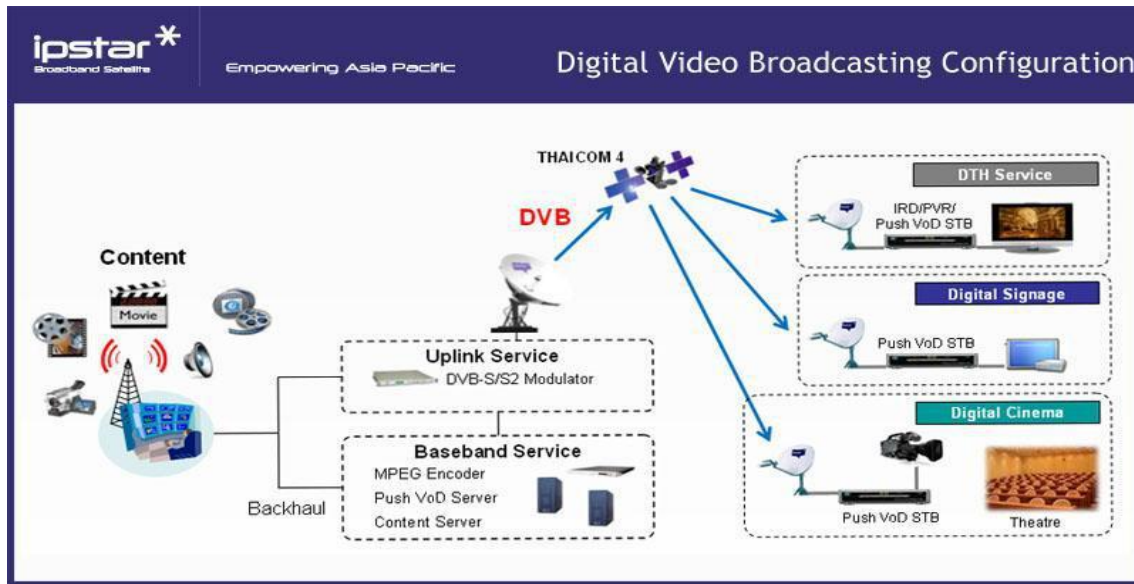 ipstar*
Broadband Satellite
Empowering Asia Pacific
Digital Video Broadcasting Configuration
THAICOM 4
DVB
Content
Movie
Uplink Service
DVB-S/S2 Modulator
Baseband Service
MPEG Encoder
Push VoD Server
Content Server
Backhaul
DTH Service
IRD/PVR/
Push VoD STB
Digital Signage
Push VoD STB
Digital Cinema
Push VoD STB
Theatre